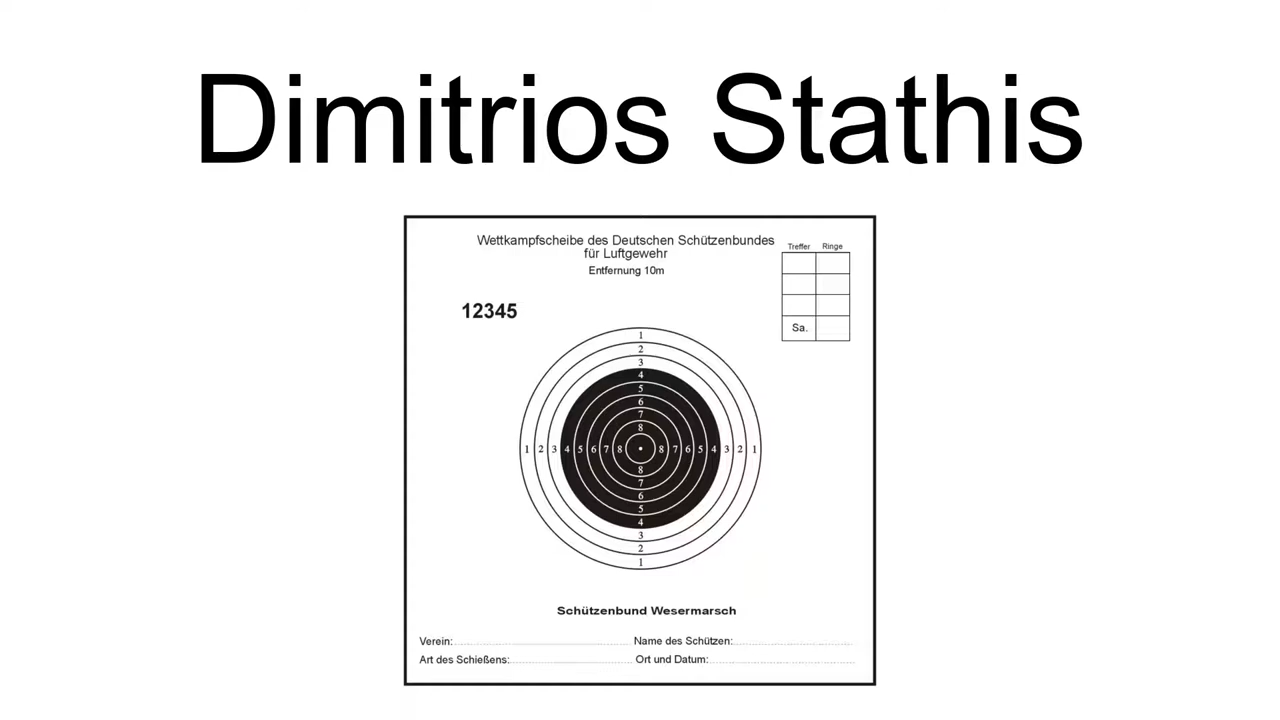 Dimitrios Stathis
Wettkampfscheibe des Deutschen Schützenbundes
für Luftgewehr
Entfernung 10m
Treffer Ringe
12345
Sa.
1
2
3
4
5
6
7
8
1 2 3 4 5 6 7 8 8 7 6 5 4 3 2 1
8
7
6
5
4
3
2
1
Schützenbund Wesermarsch
Verein: Name des Schützen:
Art des Schießens: Ort und Datum: